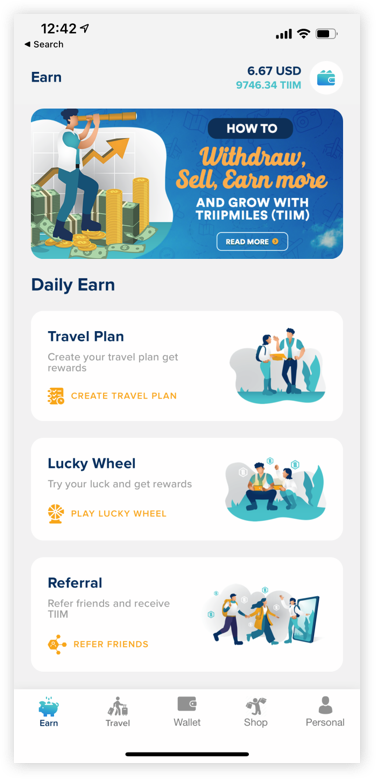 12:42
Search
Earn
6.67 USD
9746.34 TIIM
HOW TO
Withdraw,
Sell, Earn more
AND GROW WITH
TRIIPMILES (TIIM)
READ MORE
Daily Earn
Travel Plan
Create your travel plan get
rewards
CREATE TRAVEL PLAN
Lucky Wheel
Try your luck and get rewards
PLAY LUCKY WHEEL
Referral
Refer friends and receive
TIIM
REFER FRIENDS
Earn
Travel
Wallet
Shop
Personal